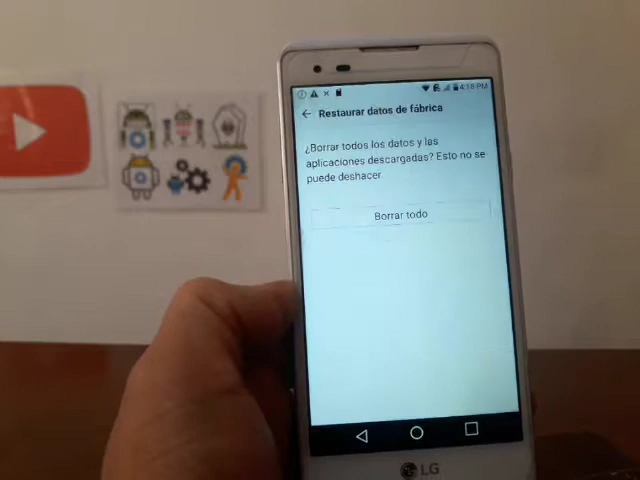 4:18 PM
Restaurar datos de fábrica
¿Borrar todos los datos y las
aplicaciones descargadas? Esto no se
puede deshacer.
Borrar todo
LG